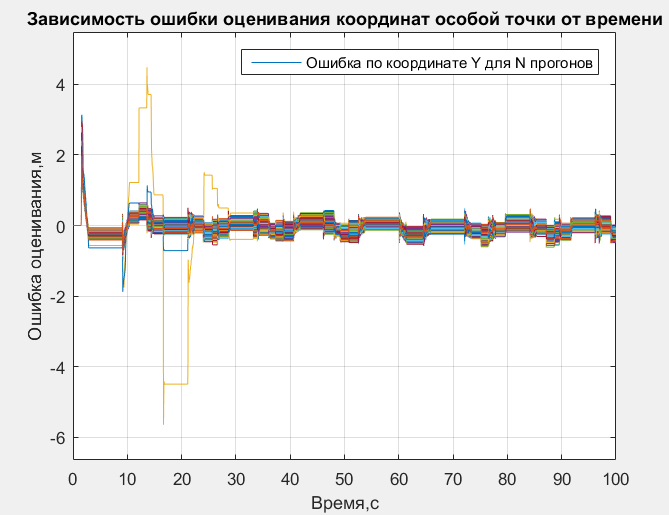 Зависимость ошибки оценивания координат особой точки от времени
Ошибка по координате Y для N прогонов
Ошибка оценивания,м
4
2
0
-2
-4
-6
0 10 20 30 40 50 60 70 80 90 100
Время,с